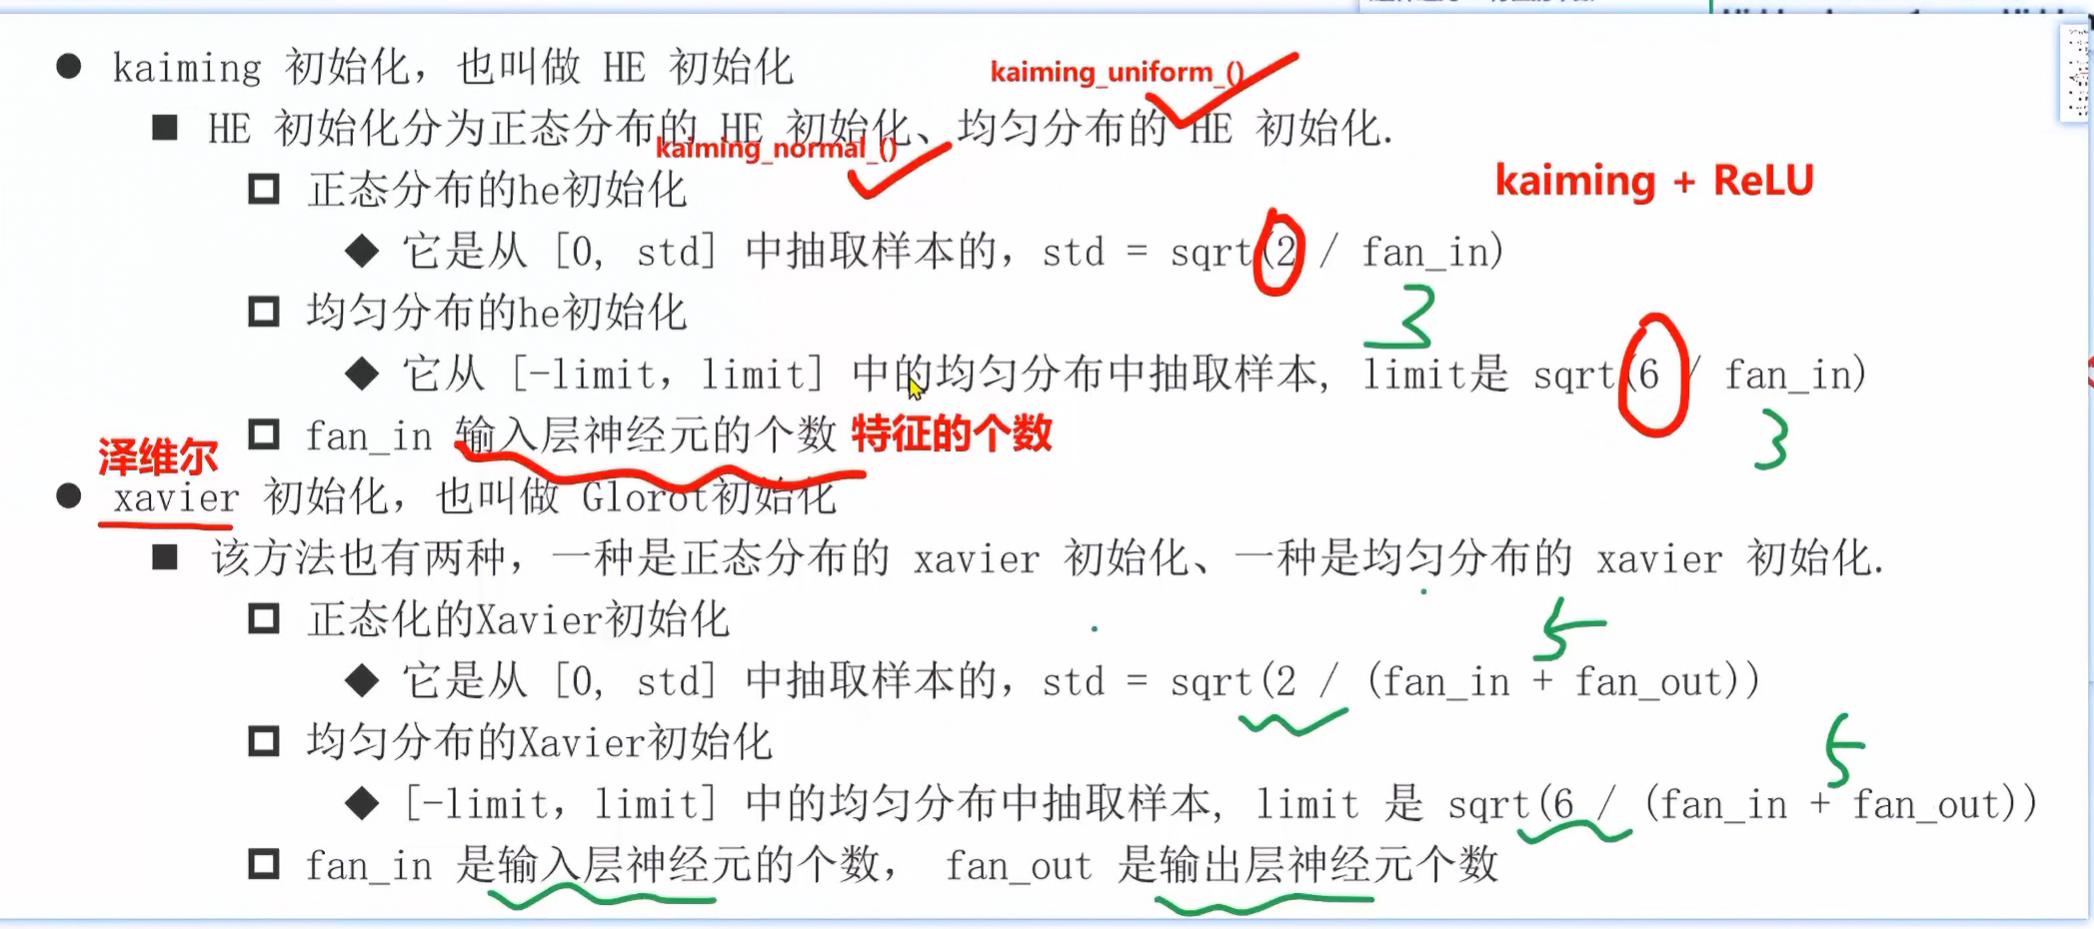 kaiming 初始化，也叫做 HE 初始化
kaiming_uniform_()
HE 初始化分为正态分布的 HE 初始化、均匀分布的 HE 初始化.
kaiming_normal_()
kaiming + ReLU
正态分布的he初始化
它是从 [0, std] 中抽取样本的，std = sqrt(2 / fan_in)
3
均匀分布的he初始化
它从 [-limit, limit] 中的均匀分布中抽取样本, limit是 sqrt(6 / fan_in)
3
fan_in 输入层神经元的个数 特征的个数
泽维尔
xavier 初始化，也叫做 Glorot初始化
该方法也有两种，一种是正态分布的 xavier 初始化、一种是均匀分布的 xavier 初始化.
正态化的Xavier初始化
5
它是从 [0, std] 中抽取样本的，std = sqrt(2 / (fan_in + fan_out))
均匀分布的Xavier初始化
5
[-limit, limit] 中的均匀分布中抽取样本, limit 是 sqrt(6 / (fan_in + fan_out))
fan_in 是输入层神经元的个数， fan_out 是输出层神经元个数